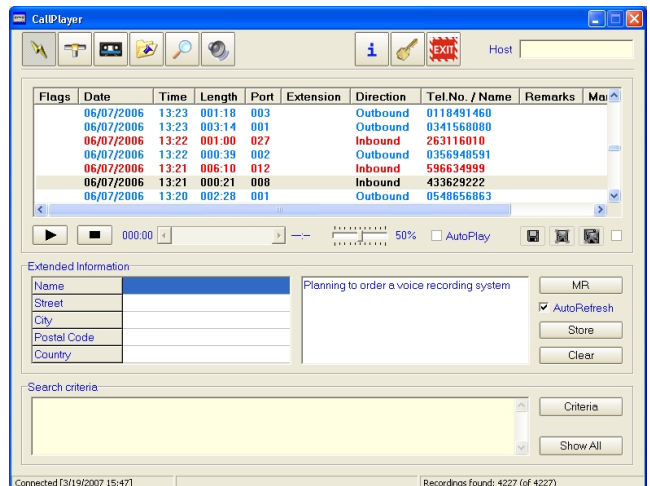 CallPlayer
i EXIT Host
Flags Date Time Length Port Extension Direction Tel.No. / Name Remarks Ma
06/07/2006 13:23 001:18 003 Outbound 0118491460
06/07/2006 13:23 003:14 001 Outbound 0341568080
06/07/2006 13:22 001:00 027 Inbound 263116010
06/07/2006 13:22 000:39 002 Outbound 0356948591
06/07/2006 13:21 006:10 012 Inbound 596634999
06/07/2006 13:21 000:21 008 Inbound 433629222
06/07/2006 13:20 002:28 001 Outbound 0548656863
000:00 --:-- 50% AutoPlay
Extended Information
Name Planning to order a voice recording system MR
Street AutoRefresh
City
Postal Code Store
Country Clear
Search criteria
Criteria
Show All
Connected [3/19/2007 15:47] Recordings found: 4227 (of 4227)